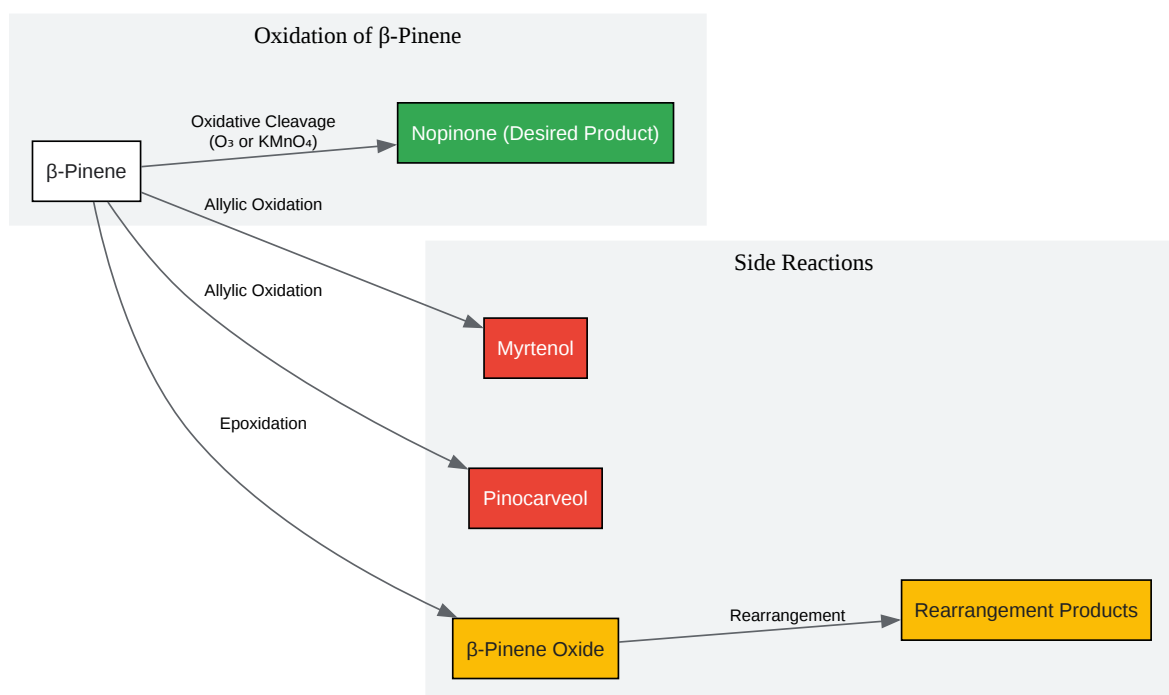 Oxidation of β-Pinene
Oxidative Cleavage
(O₃ or KMnO₄)
Nopinone (Desired Product)
β-Pinene
Allylic Oxidation
Side Reactions
Allylic Oxidation
Myrtenol
Epoxidation
Pinocarveol
Rearrangement
Rearrangement Products
β-Pinene Oxide